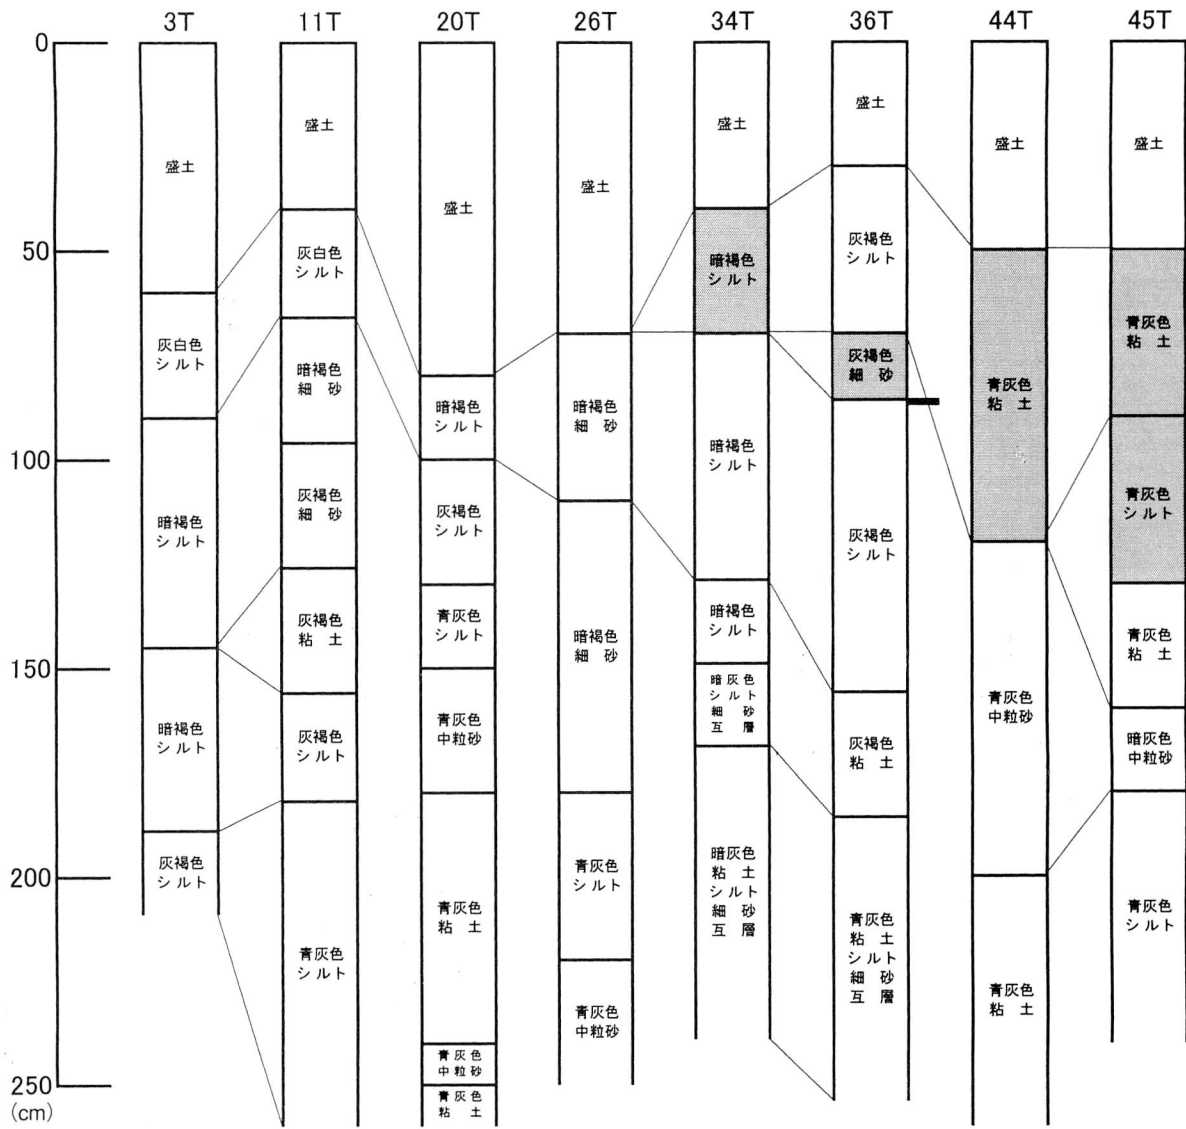 3T 11T 20T 26T 34T 36T 44T 45T
0
50
100
150
200
250
(cm)
盛土
灰白色
シルト
暗褐色
シルト
暗褐色
シルト
灰褐色
シルト
盛土
灰白色
シルト
暗褐色
細 砂
灰褐色
細 砂
灰褐色
粘 土
灰褐色
シルト
青灰色
シルト
盛土
暗褐色
シルト
灰褐色
シルト
青灰色
シルト
青灰色
中粒砂
青灰色
粘 土
青灰色
中粒砂
青灰色
粘 土
盛土
暗褐色
細 砂
暗褐色
細 砂
青灰色
シルト
青灰色
中粒砂
盛土
暗褐色
シルト
暗褐色
シルト
暗褐色
シルト
暗灰色
シルト
細 砂
互 層
暗灰色
粘 土
シルト
細 砂
互 層
盛土
灰褐色
シルト
灰褐色
細 砂
灰褐色
シルト
灰褐色
粘 土
青灰色
粘 土
シルト
細 砂
互 層
盛土
青灰色
粘 土
青灰色
中粒砂
青灰色
粘 土
盛土
青灰色
粘 土
青灰色
シルト
青灰色
粘 土
暗灰色
中粒砂
青灰色
シルト